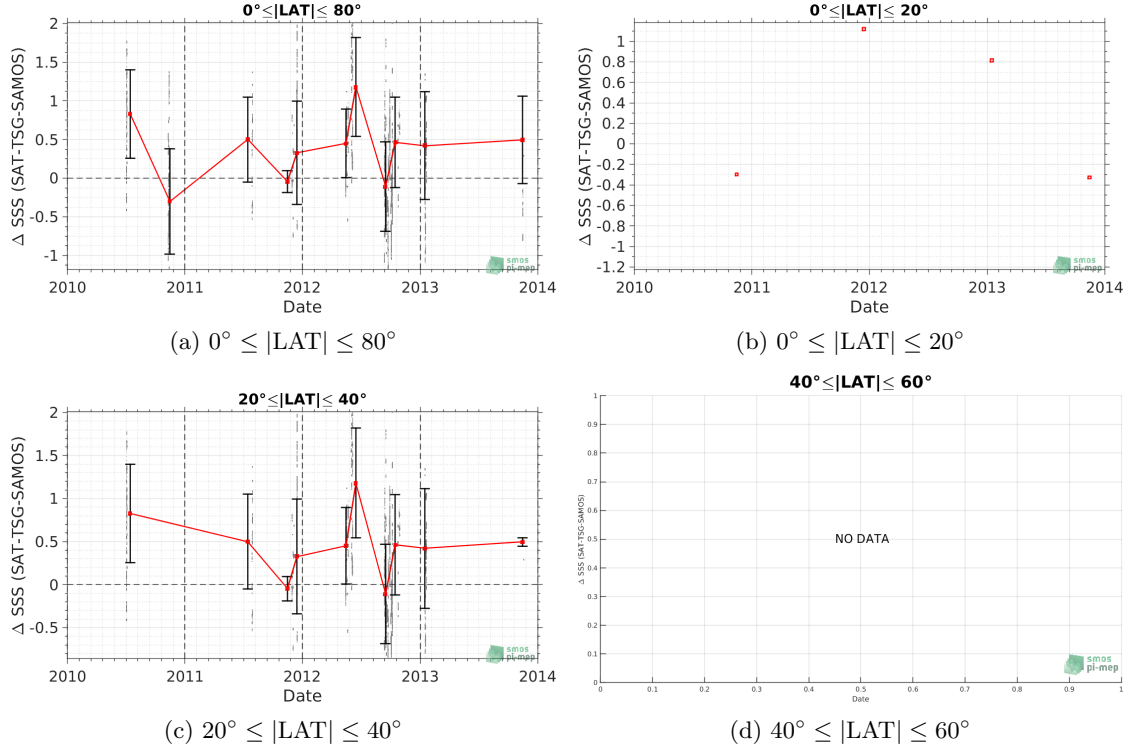 0°≤|LAT|≤ 80°
2
1.5
1
0.5
0
-0.5
-1
Δ SSS (SAT-TSG-SAMOS)
2010 2011 2012 2013 2014
Date
smos
pi-mep
(a) 0° ≤ |LAT| ≤ 80°
0°≤|LAT|≤ 20°
1
0.8
0.6
0.4
0.2
0
-0.2
-0.4
-0.6
-0.8
-1
-1.2
Δ SSS (SAT-TSG-SAMOS)
2010 2011 2012 2013 2014
Date
smos
pi-mep
(b) 0° ≤ |LAT| ≤ 20°
20°≤|LAT|≤ 40°
2
1.5
1
0.5
0
-0.5
Δ SSS (SAT-TSG-SAMOS)
2010 2011 2012 2013 2014
Date
smos
pi-mep
(c) 20° ≤ |LAT| ≤ 40°
40°≤|LAT|≤ 60°
1
0.9
0.8
0.7
0.6
0.5
0.4
0.3
0.2
0.1
0
Δ SSS (SAT-TSG-SAMOS)
NO DATA
0 0.1 0.2 0.3 0.4 0.5 0.6 0.7 0.8 0.9 1
Date
smos
pi-mep
(d) 40° ≤ |LAT| ≤ 60°